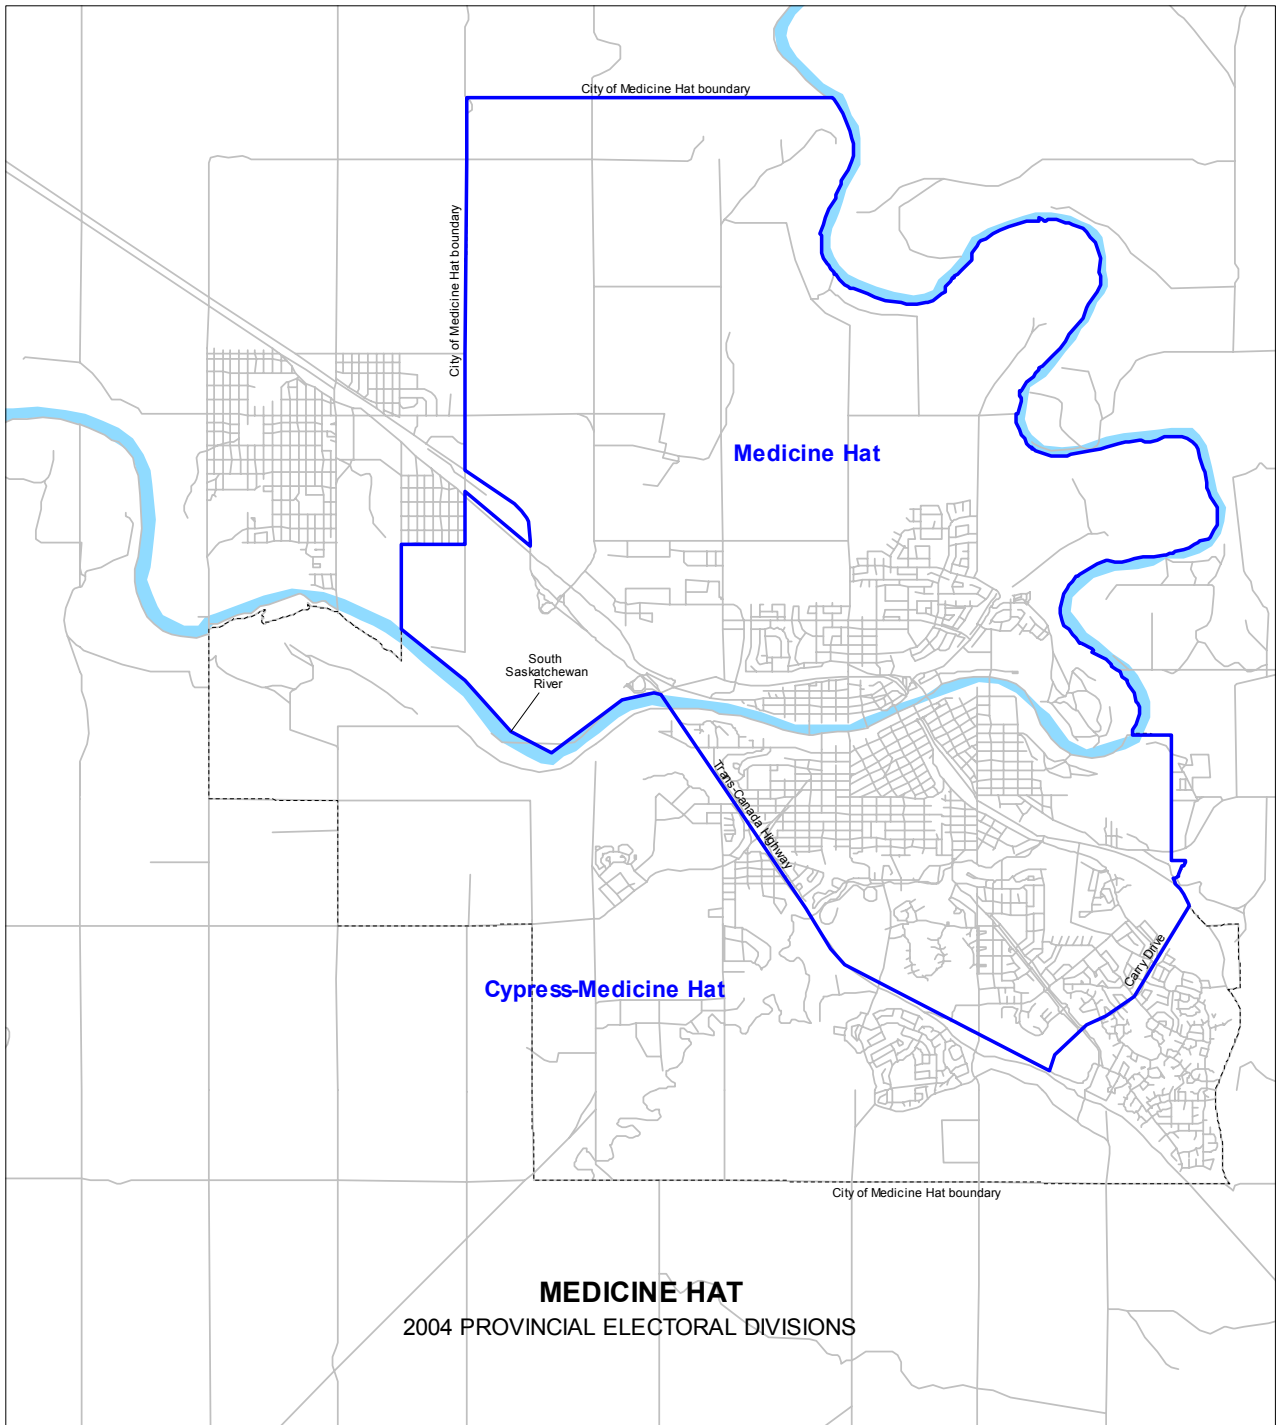 City of Medicine Hat boundary
City of Medicine Hat boundary
Medicine Hat
South
Saskatchewan
River
Trans-Canada Highway
Carry Drive
Cypress-Medicine Hat
City of Medicine Hat boundary
MEDICINE HAT
2004 PROVINCIAL ELECTORAL DIVISIONS